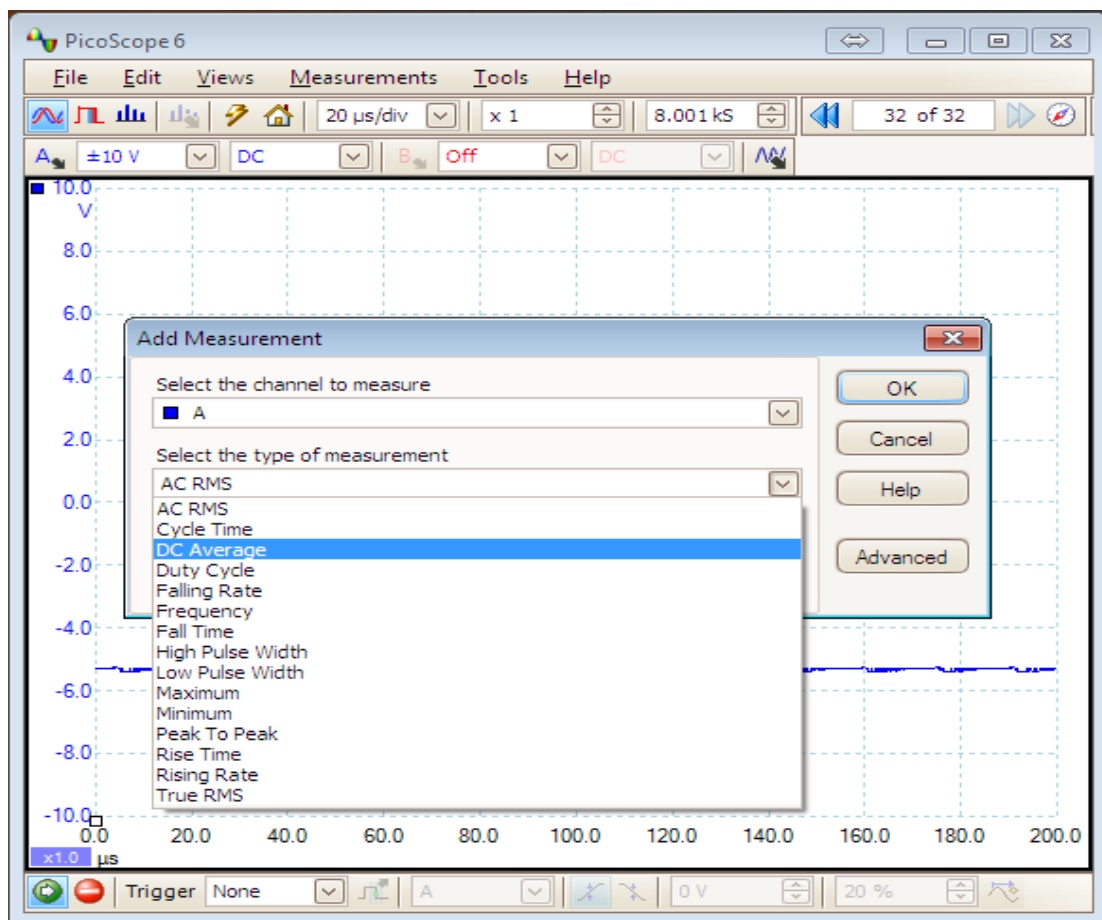 PicoScope 6
File Edit Views Measurements Tools Help
20 µs/div x 1 8.001 kS 32 of 32
A ±10 V DC B Off DC
10.0
V
8.0
6.0
Add Measurement
4.0
Select the channel to measure
OK
A
2.0
Cancel
Select the type of measurement
AC RMS
Help
0.0
AC RMS
Cycle Time
DC Average
Advanced
-2.0
Duty Cycle
Falling Rate
Frequency
-4.0
Fall Time
High Pulse Width
Low Pulse Width
-6.0
Maximum
Minimum
Peak To Peak
-8.0
Rise Time
Rising Rate
True RMS
-10.0
0.0 20.0 40.0 60.0 80.0 100.0 120.0 140.0 160.0 180.0 200.0
x1.0 µs
Trigger None A 0 V 20 %